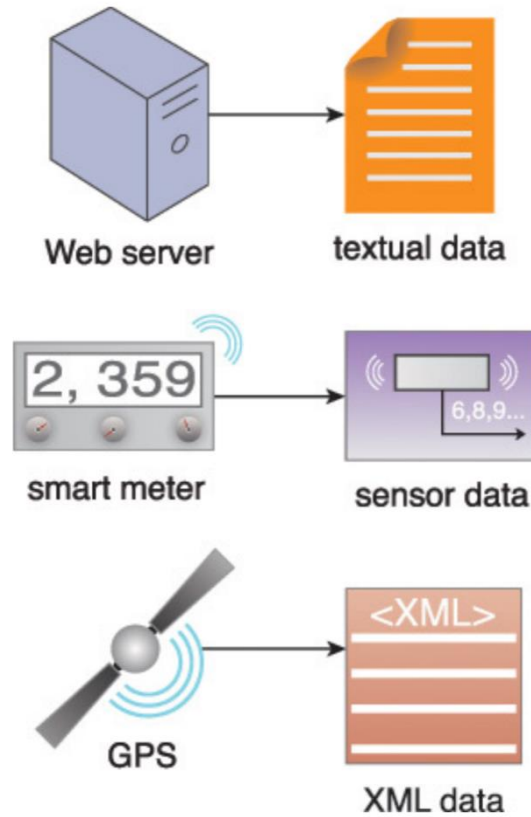 Web server
textual data
2, 359
6,8,9...
smart meter
sensor data
<XML>
GPS
XML data